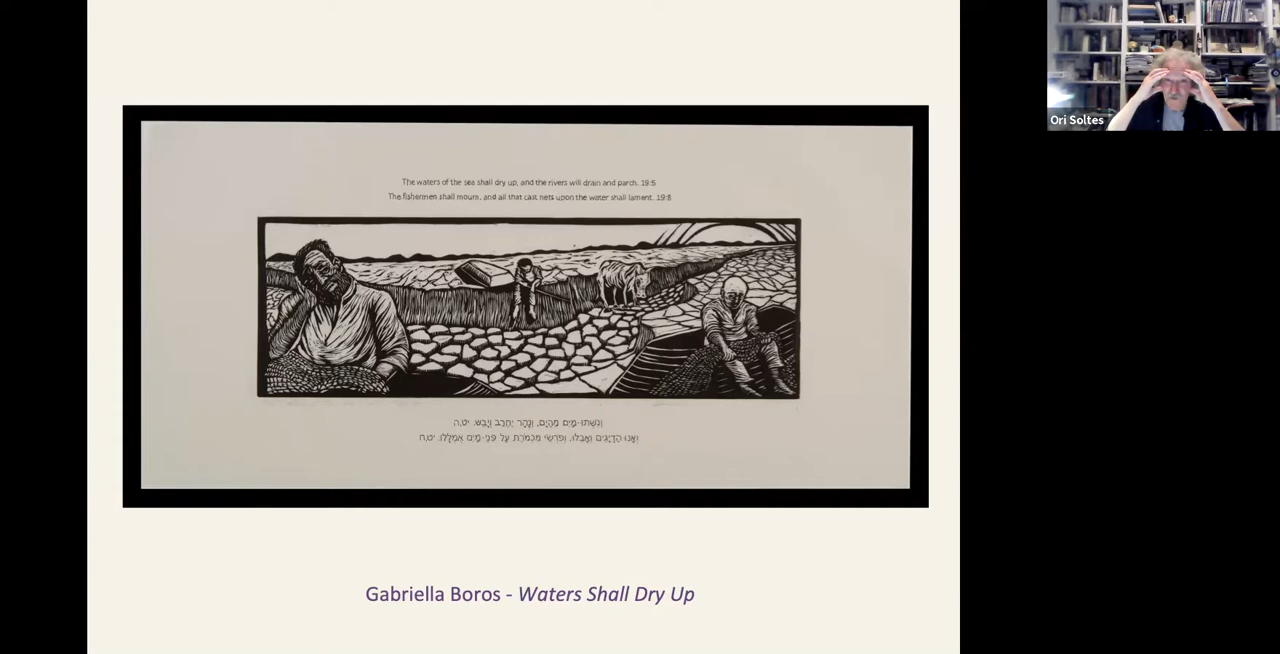 The waters of the sea shall dry up, and the rivers will drain and parch. 19:5
The fishermen shall mourn, and all that cast nets upon the water shall lament. 19:8
וְנִשְּׁתוּ-מַיִם מֵהַיָּם, וְנָהָר יֶחֱרַב וְיָבֵשׁ. יט,ה
וְאָנוּ הַדַּיָּגִים וְאָבְלוּ, וּפֹרְשֵׂי מִכְמֹרֶת עַל פְּנֵי-מַיִם אֻמְלָלוּ. יט,ח
Gabriella Boros - Waters Shall Dry Up
Ori Soltes